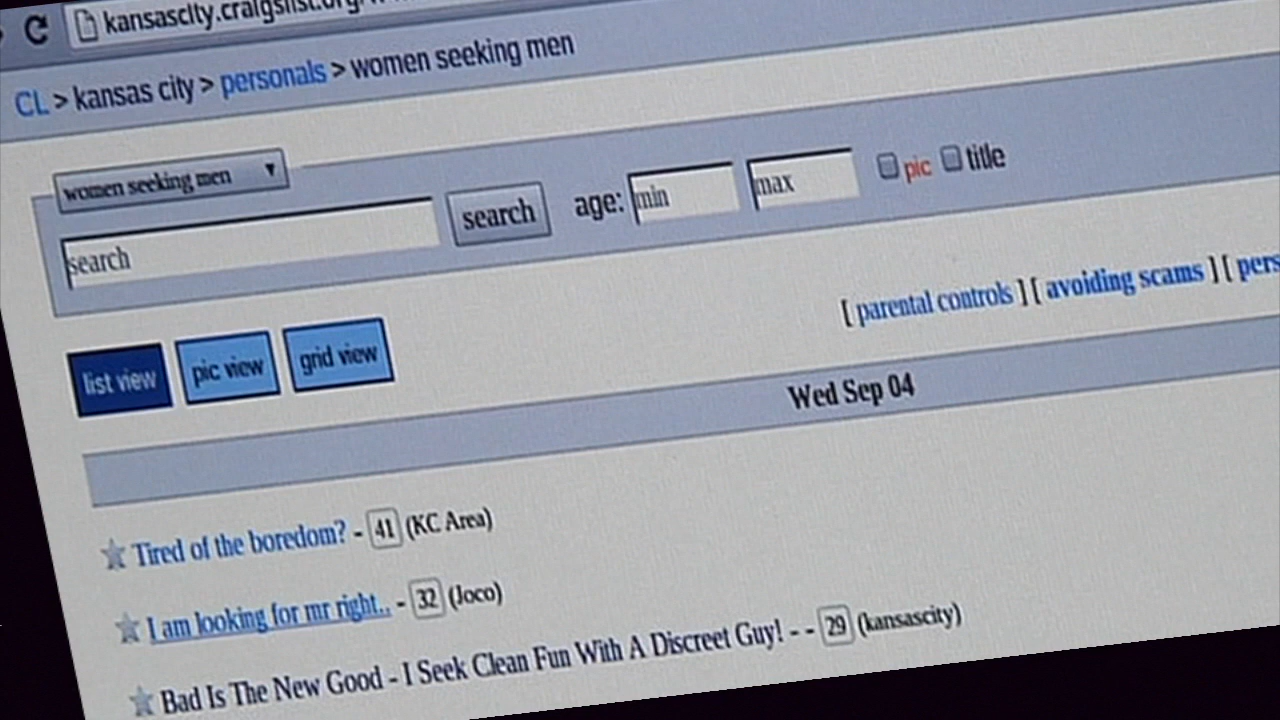 kansascity.craigslist.org
CL > kansas city > personals > women seeking men
women seeking men
search search age: min max pic title
[ parental controls ] [ avoiding scams ] [ pers
list view pic view grid view
Wed Sep 04
Tired of the boredom? - 41 (KC Area)
I am looking for mr right.. - 32 (Joco)
Bad Is The New Good - I Seek Clean Fun With A Discreet Guy! - - 29 (kansascity)